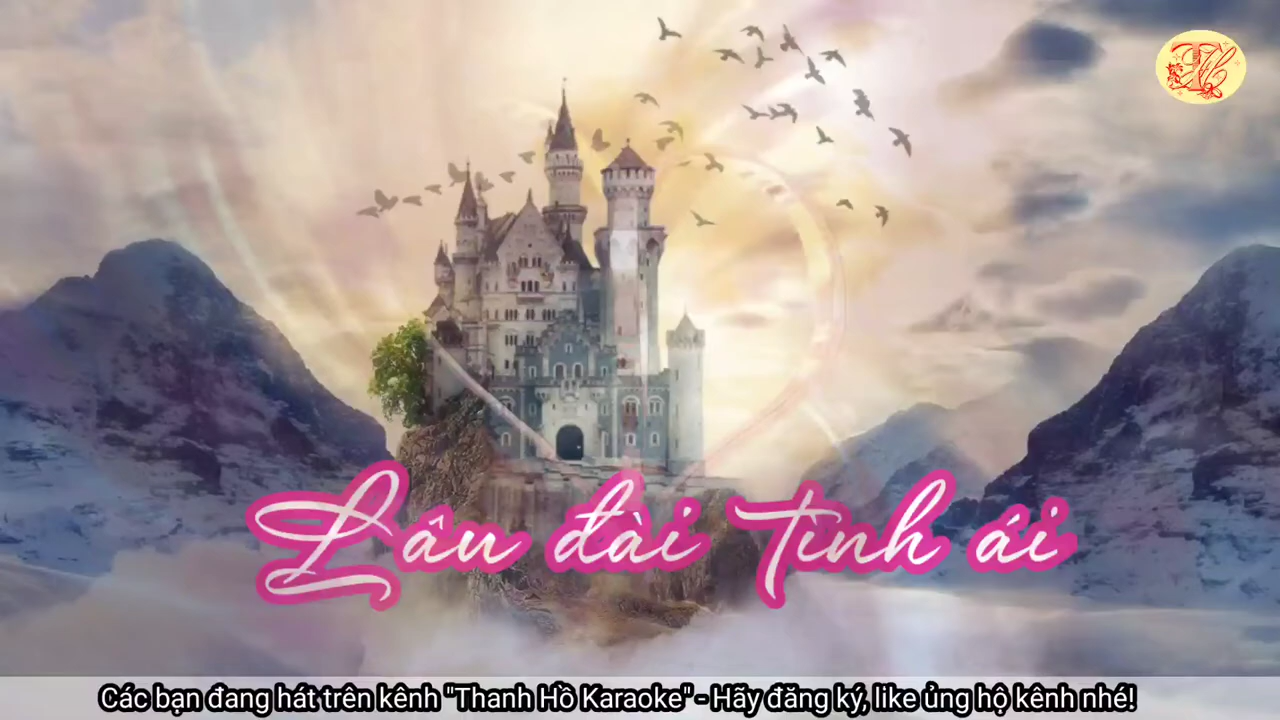 Lâu đài tình ái
Các bạn đang hát trên kênh "Thanh Hồ Karaoke" - Hãy đăng ký, like ủng hộ kênh nhé!